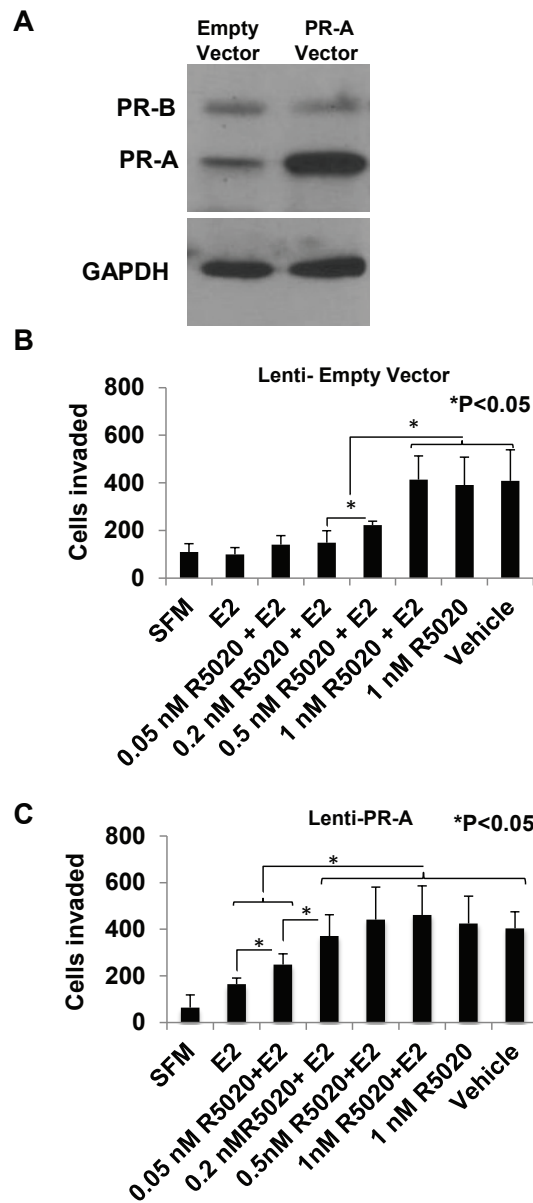 A
Empty Vector
PR-A Vector
PR-B
PR-A
GAPDH
B
Lenti- Empty Vector
*P<0.05
Cells invaded
800
600
400
200
0
*
*
SFM
E2
0.05 nM R5020 + E2
0.2 nM R5020 + E2
0.5 nM R5020 + E2
1 nM R5020 + E2
1 nM R5020
Vehicle
C
Lenti-PR-A
*P<0.05
Cells invaded
800
600
400
200
0
*
*
*
SFM
E2
0.05 nM R5020+E2
0.2 nMR5020+ E2
0.5nM R5020+E2
1nM R5020+E2
1 nM R5020
Vehicle